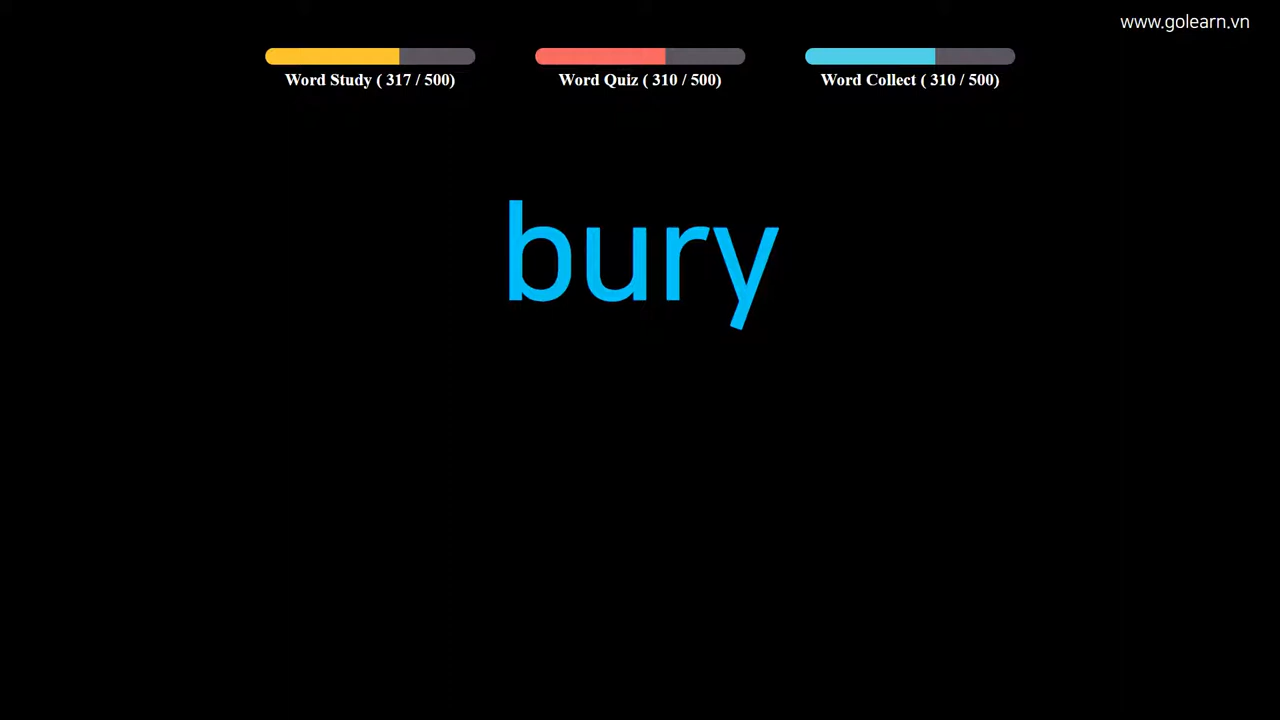 www.golearn.vn
Word Study ( 317 / 500)
Word Quiz ( 310 / 500)
Word Collect ( 310 / 500)
bury